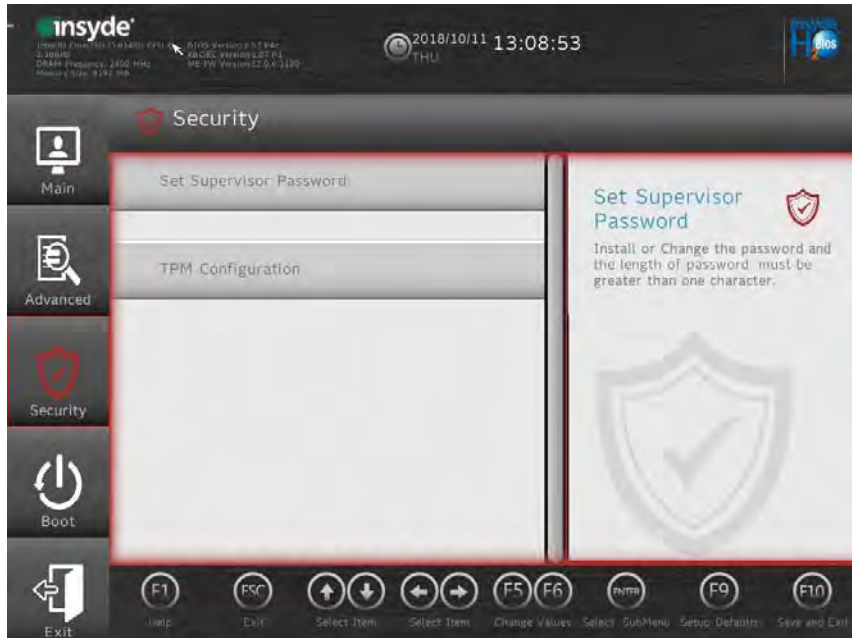 insyde
2018/10/11 13:08:53
THU
H2O BIOS
Security
Main
Set Supervisor Password
Set Supervisor
Password
Install or Change the password and
the length of password must be
greater than one character.
TPM Configuration
Advanced
Security
Boot
Exit
F1 ESC F5 F6 ENTER F9 F10
Help Exit Select Item Select Item Change Values Select SubMenu Setup Defaults Save and Exit